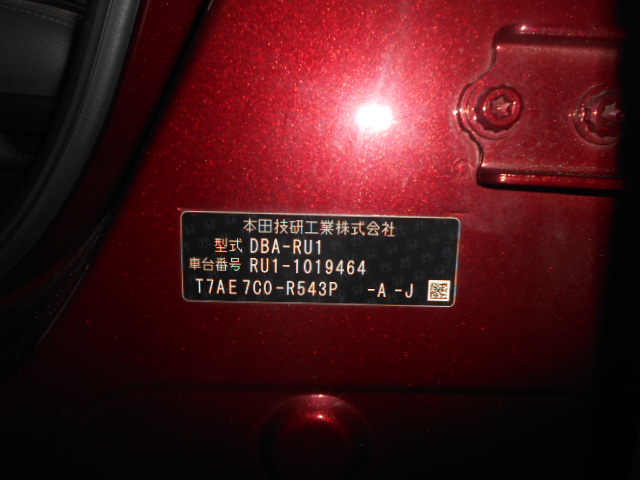 本田技研工業株式会社
型式 DBA-RU1
車台番号 RU1-1019464
T7AE7C0-R543P -A-J